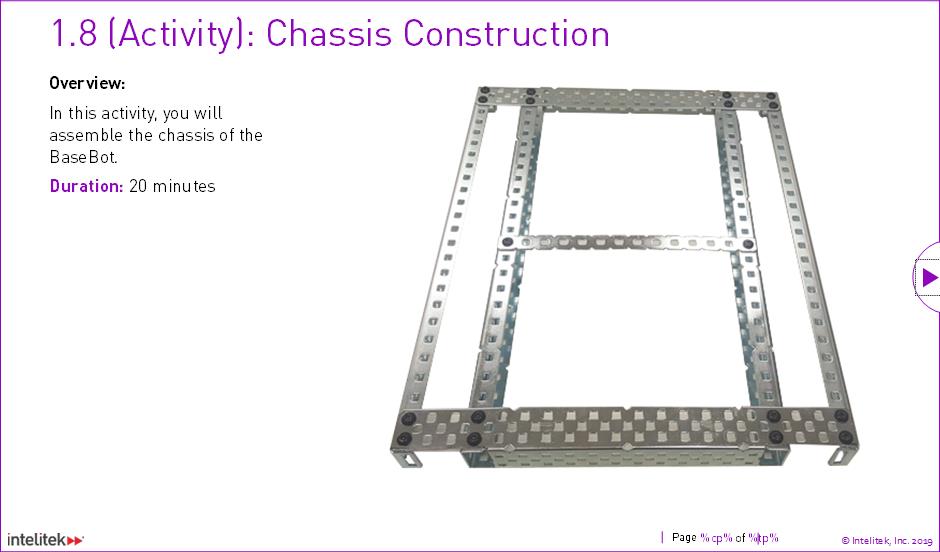 1.8 (Activity): Chassis Construction
Overview:
In this activity, you will
assemble the chassis of the
BaseBot.
Duration: 20 minutes
intelitek
Page %cp% of %tp%
© Intelitek, Inc. 2019